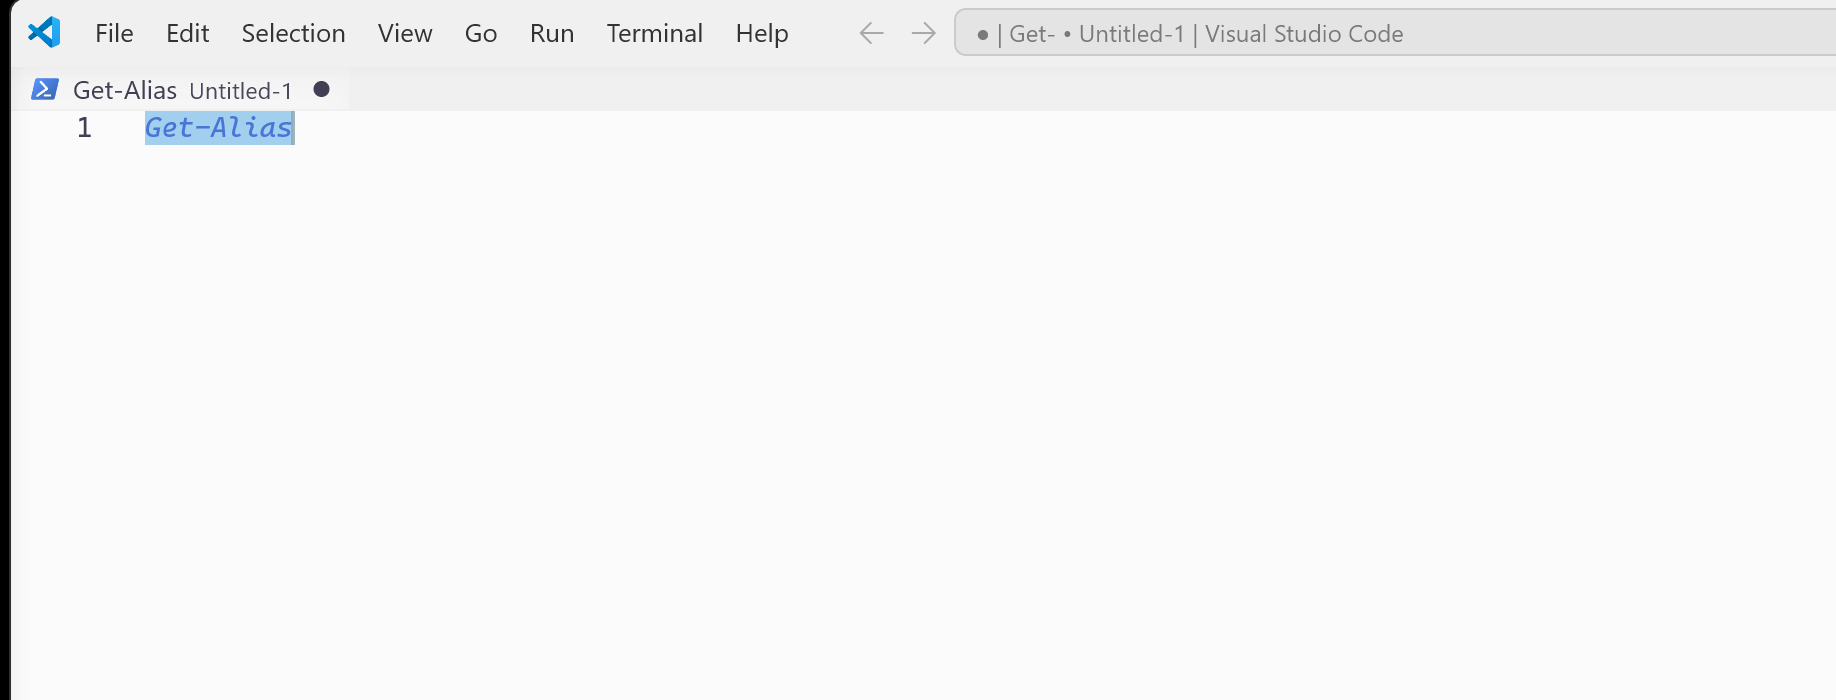 File Edit Selection View Go Run Terminal Help
● | Get- • Untitled-1 | Visual Studio Code
Get-Alias Untitled-1 ●
1 Get-Alias